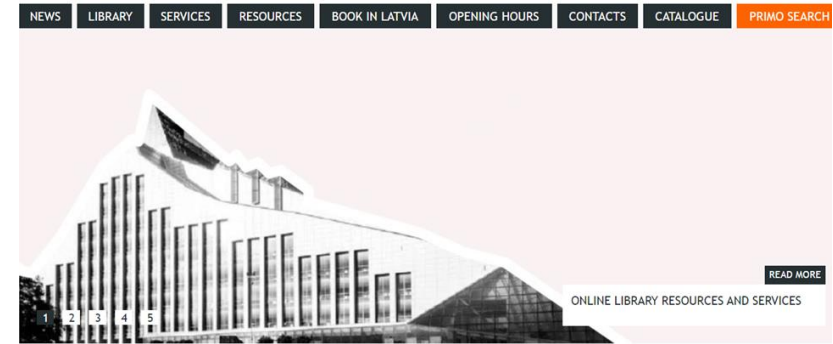 NEWS LIBRARY SERVICES RESOURCES BOOK IN LATVIA OPENING HOURS CONTACTS CATALOGUE PRIMO SEARCH
READ MORE
ONLINE LIBRARY RESOURCES AND SERVICES
1 2 3 4 5